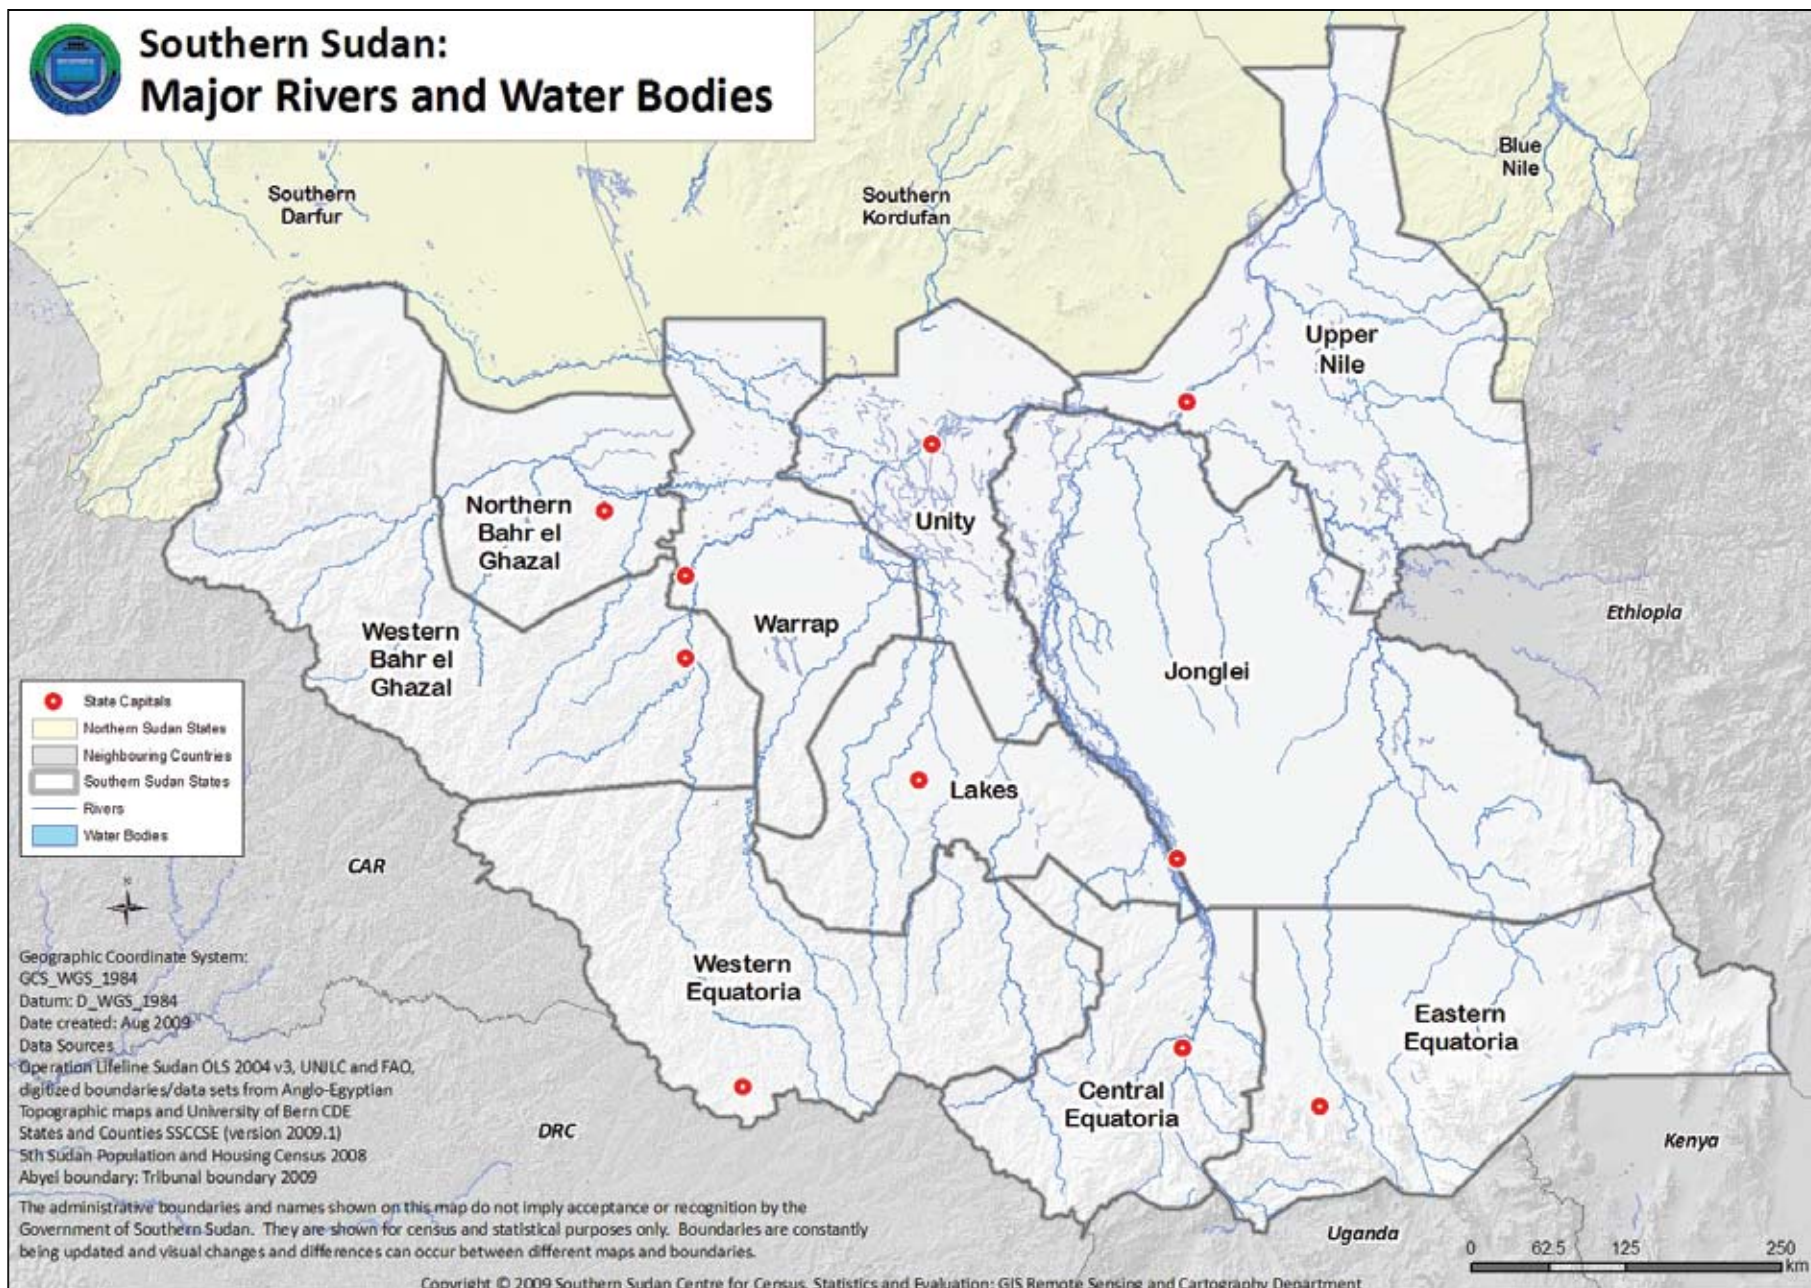 Southern Sudan:
Major Rivers and Water Bodies
Southern
Darfur
Southern
Kordufan
Blue
Nile
Upper
Nile
Northern
Bahr el
Ghazal
Unity
Western
Bahr el
Ghazal
Warrap
Jonglei
Ethiopia
Lakes
State Capitals
Northern Sudan States
Neighbouring Countries
Southern Sudan States
Rivers
Water Bodies
CAR
N
Western
Equatoria
Eastern
Equatoria
Central
Equatoria
DRC
Kenya
Uganda
Geographic Coordinate System:
GCS_WGS_1984
Datum: D_WGS_1984
Date created: Aug 2009
Data Sources
Operation Lifeline Sudan OLS 2004 v3, UNJLC and FAO,
digitized boundaries/data sets from Anglo-Egyptian
Topographic maps and University of Bern CDE
States and Counties SSCCSE (version 2009.1)
5th Sudan Population and Housing Census 2008
Abyei boundary: Tribunal boundary 2009
The administrative boundaries and names shown on this map do not imply acceptance or recognition by the
Government of Southern Sudan. They are shown for census and statistical purposes only. Boundaries are constantly
being updated and visual changes and differences can occur between different maps and boundaries.
0 62.5 125 250
km
Copyright © 2009 Southern Sudan Centre for Census, Statistics and Evaluation: GIS Remote Sensing and Cartography Department